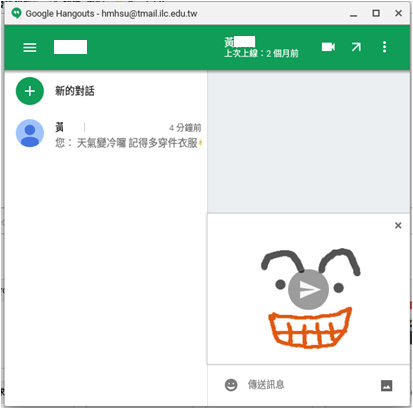 Google Hangouts - hmhsu@tmail.ilc.edu.tw
黃
上次上線：2 個月前
新的對話
黃
4 分鐘前
您： 天氣變冷囉 記得多穿件衣服
傳送訊息